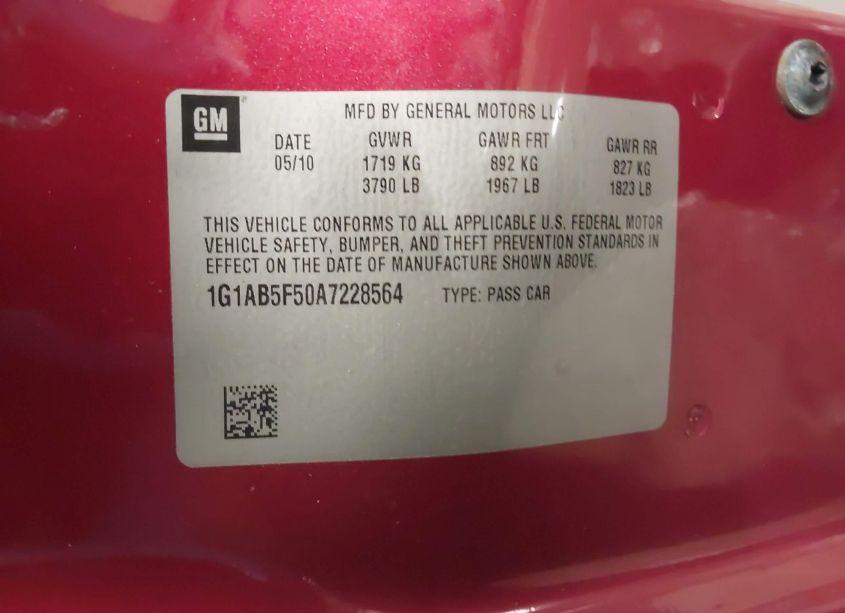 GM
MFD BY GENERAL MOTORS LLC
DATE GVWR GAWR FRT GAWR RR
05/10 1719 KG 892 KG 827 KG
3790 LB 1967 LB 1823 LB
THIS VEHICLE CONFORMS TO ALL APPLICABLE U.S. FEDERAL MOTOR
VEHICLE SAFETY, BUMPER, AND THEFT PREVENTION STANDARDS IN
EFFECT ON THE DATE OF MANUFACTURE SHOWN ABOVE.
1G1AB5F50A7228564 TYPE: PASS CAR